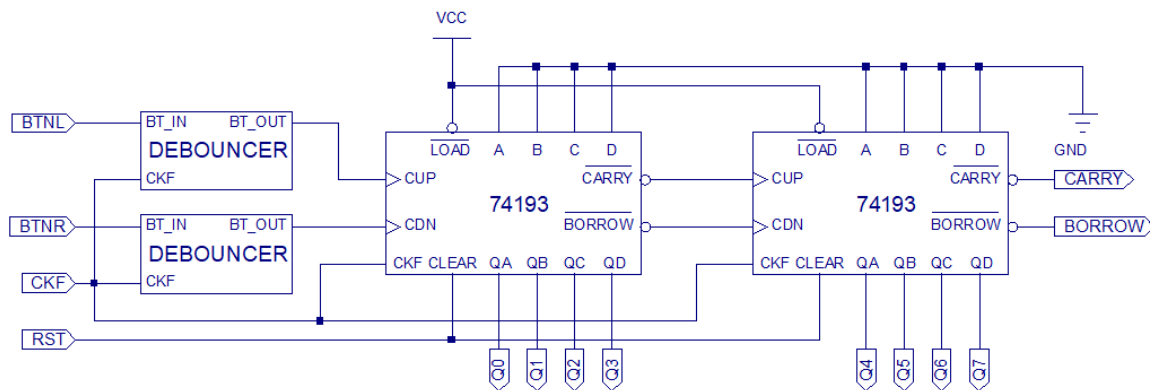 VCC
BTNL
BT_IN BT_OUT
DEBOUNCER
CKF
BTNR
BT_IN BT_OUT
DEBOUNCER
CKF
CKF
RST
LOAD A B C D
CUP CARRY
74193
CDN BORROW
CKF CLEAR QA QB QC QD
Q0 Q1 Q2 Q3
LOAD A B C D
CUP CARRY
74193
CDN BORROW
CKF CLEAR QA QB QC QD
Q4 Q5 Q6 Q7
GND
CARRY
BORROW